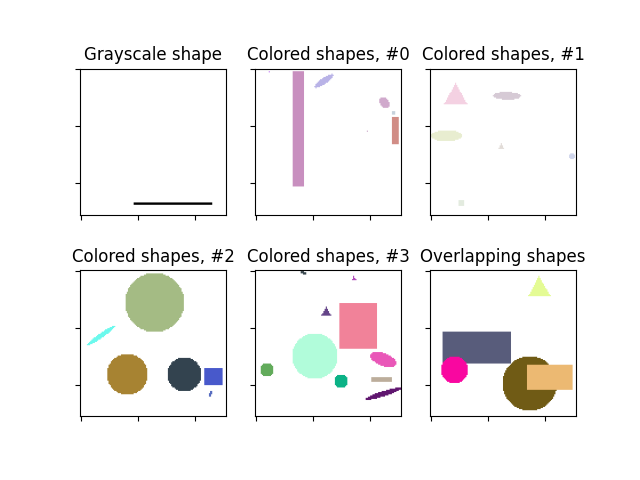 Grayscale shape
Colored shapes, #0
Colored shapes, #1
Colored shapes, #2
Colored shapes, #3
Overlapping shapes